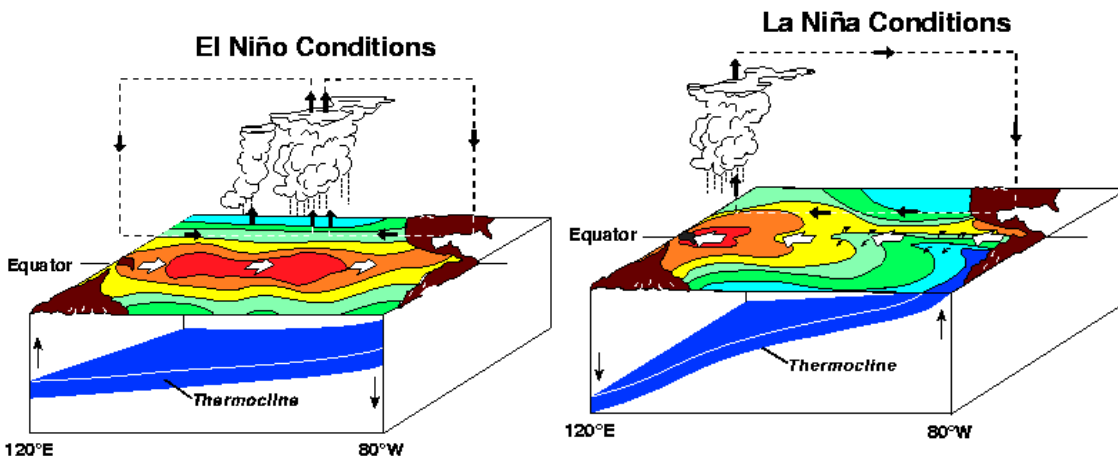 El Niño Conditions
Equator
Thermocline
120°E
80°W
La Niña Conditions
Equator
Thermocline
120°E
80°W